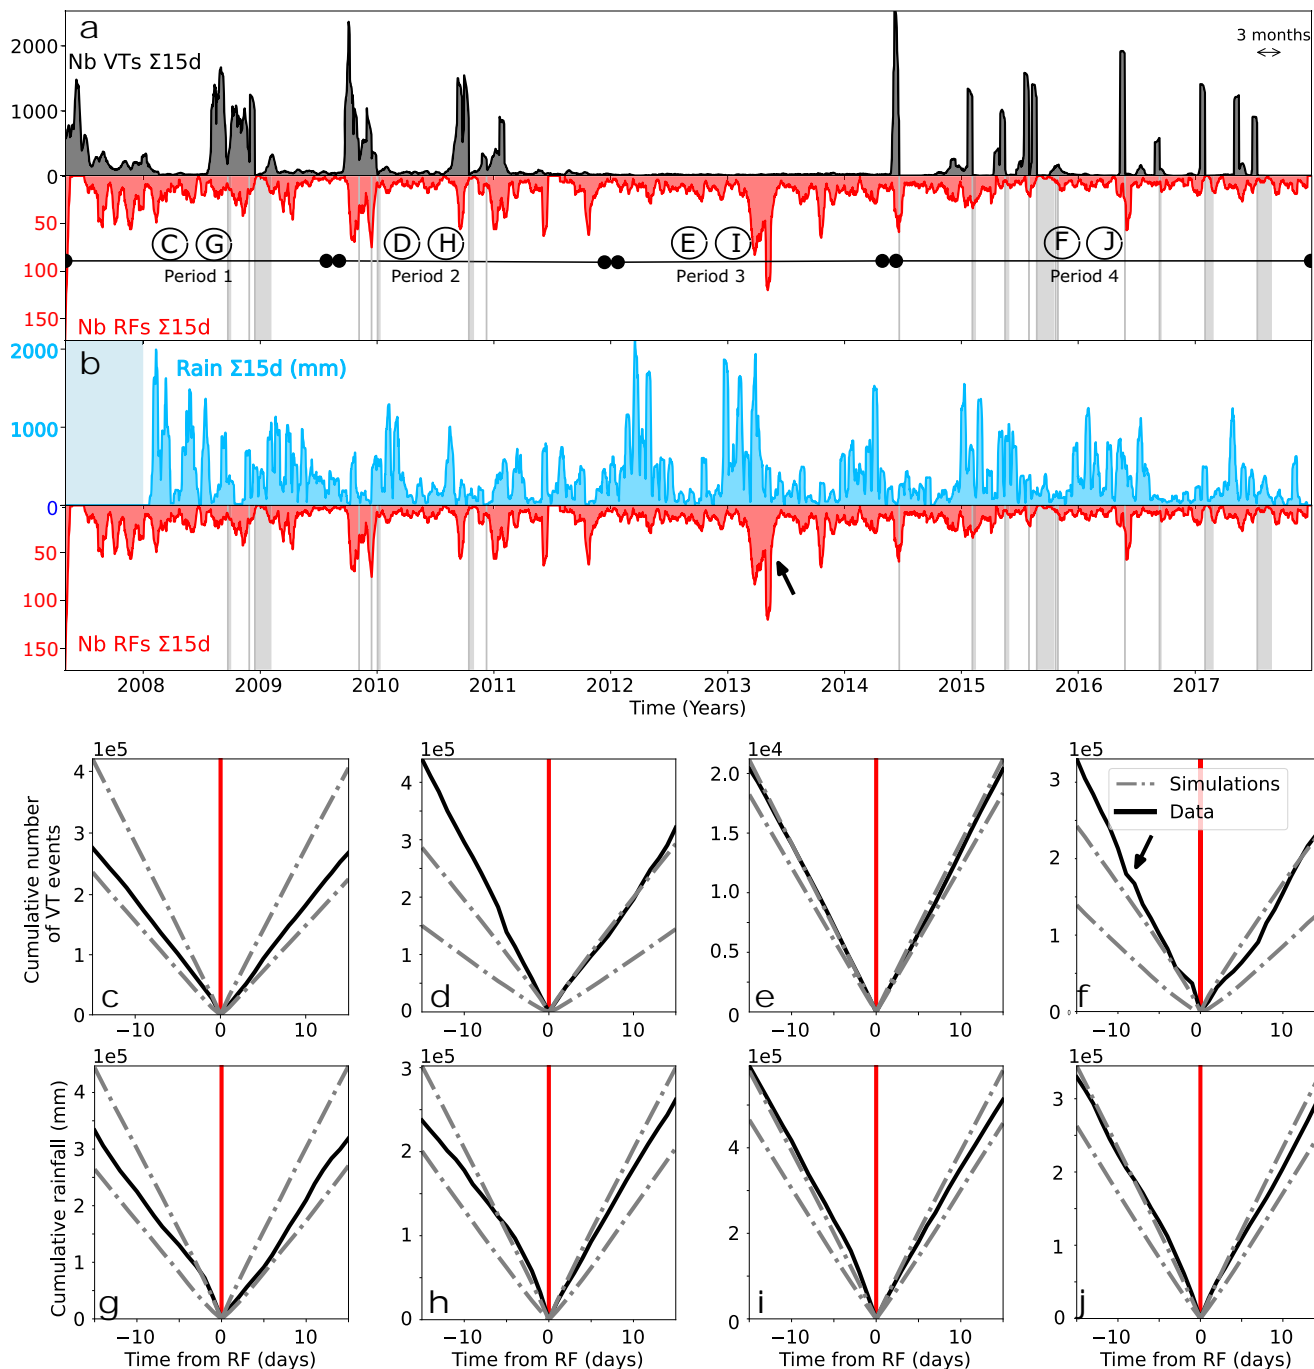 a
Nb VTs Σ15d
3 months
2000
1000
0
50
100
150
C G D H E I F J
Period 1 Period 2 Period 3 Period 4
Nb RFs Σ15d
b
Rain Σ15d (mm)
2000
1000
0
50
100
150
Nb RFs Σ15d
2008 2009 2010 2011 2012 2013 2014 2015 2016 2017
Time (Years)
1e5 1e5 1e4 1e5
Cumulative number
of VT events
4
3
2
1
0
c
−10 0 10
4
3
2
1
0
d
−10 0 10
2.0
1.5
1.0
0.5
0
e
−10 0 10
Simulations
Data
3
2
1
0
f
−10 0 10
1e5 1e5 1e5 1e5
Cumulative rainfall (mm)
4
3
2
1
0
g
−10 0 10
Time from RF (days)
3
2
1
0
h
−10 0 10
Time from RF (days)
4
2
0
i
−10 0 10
Time from RF (days)
3
2
1
0
j
−10 0 10
Time from RF (days)